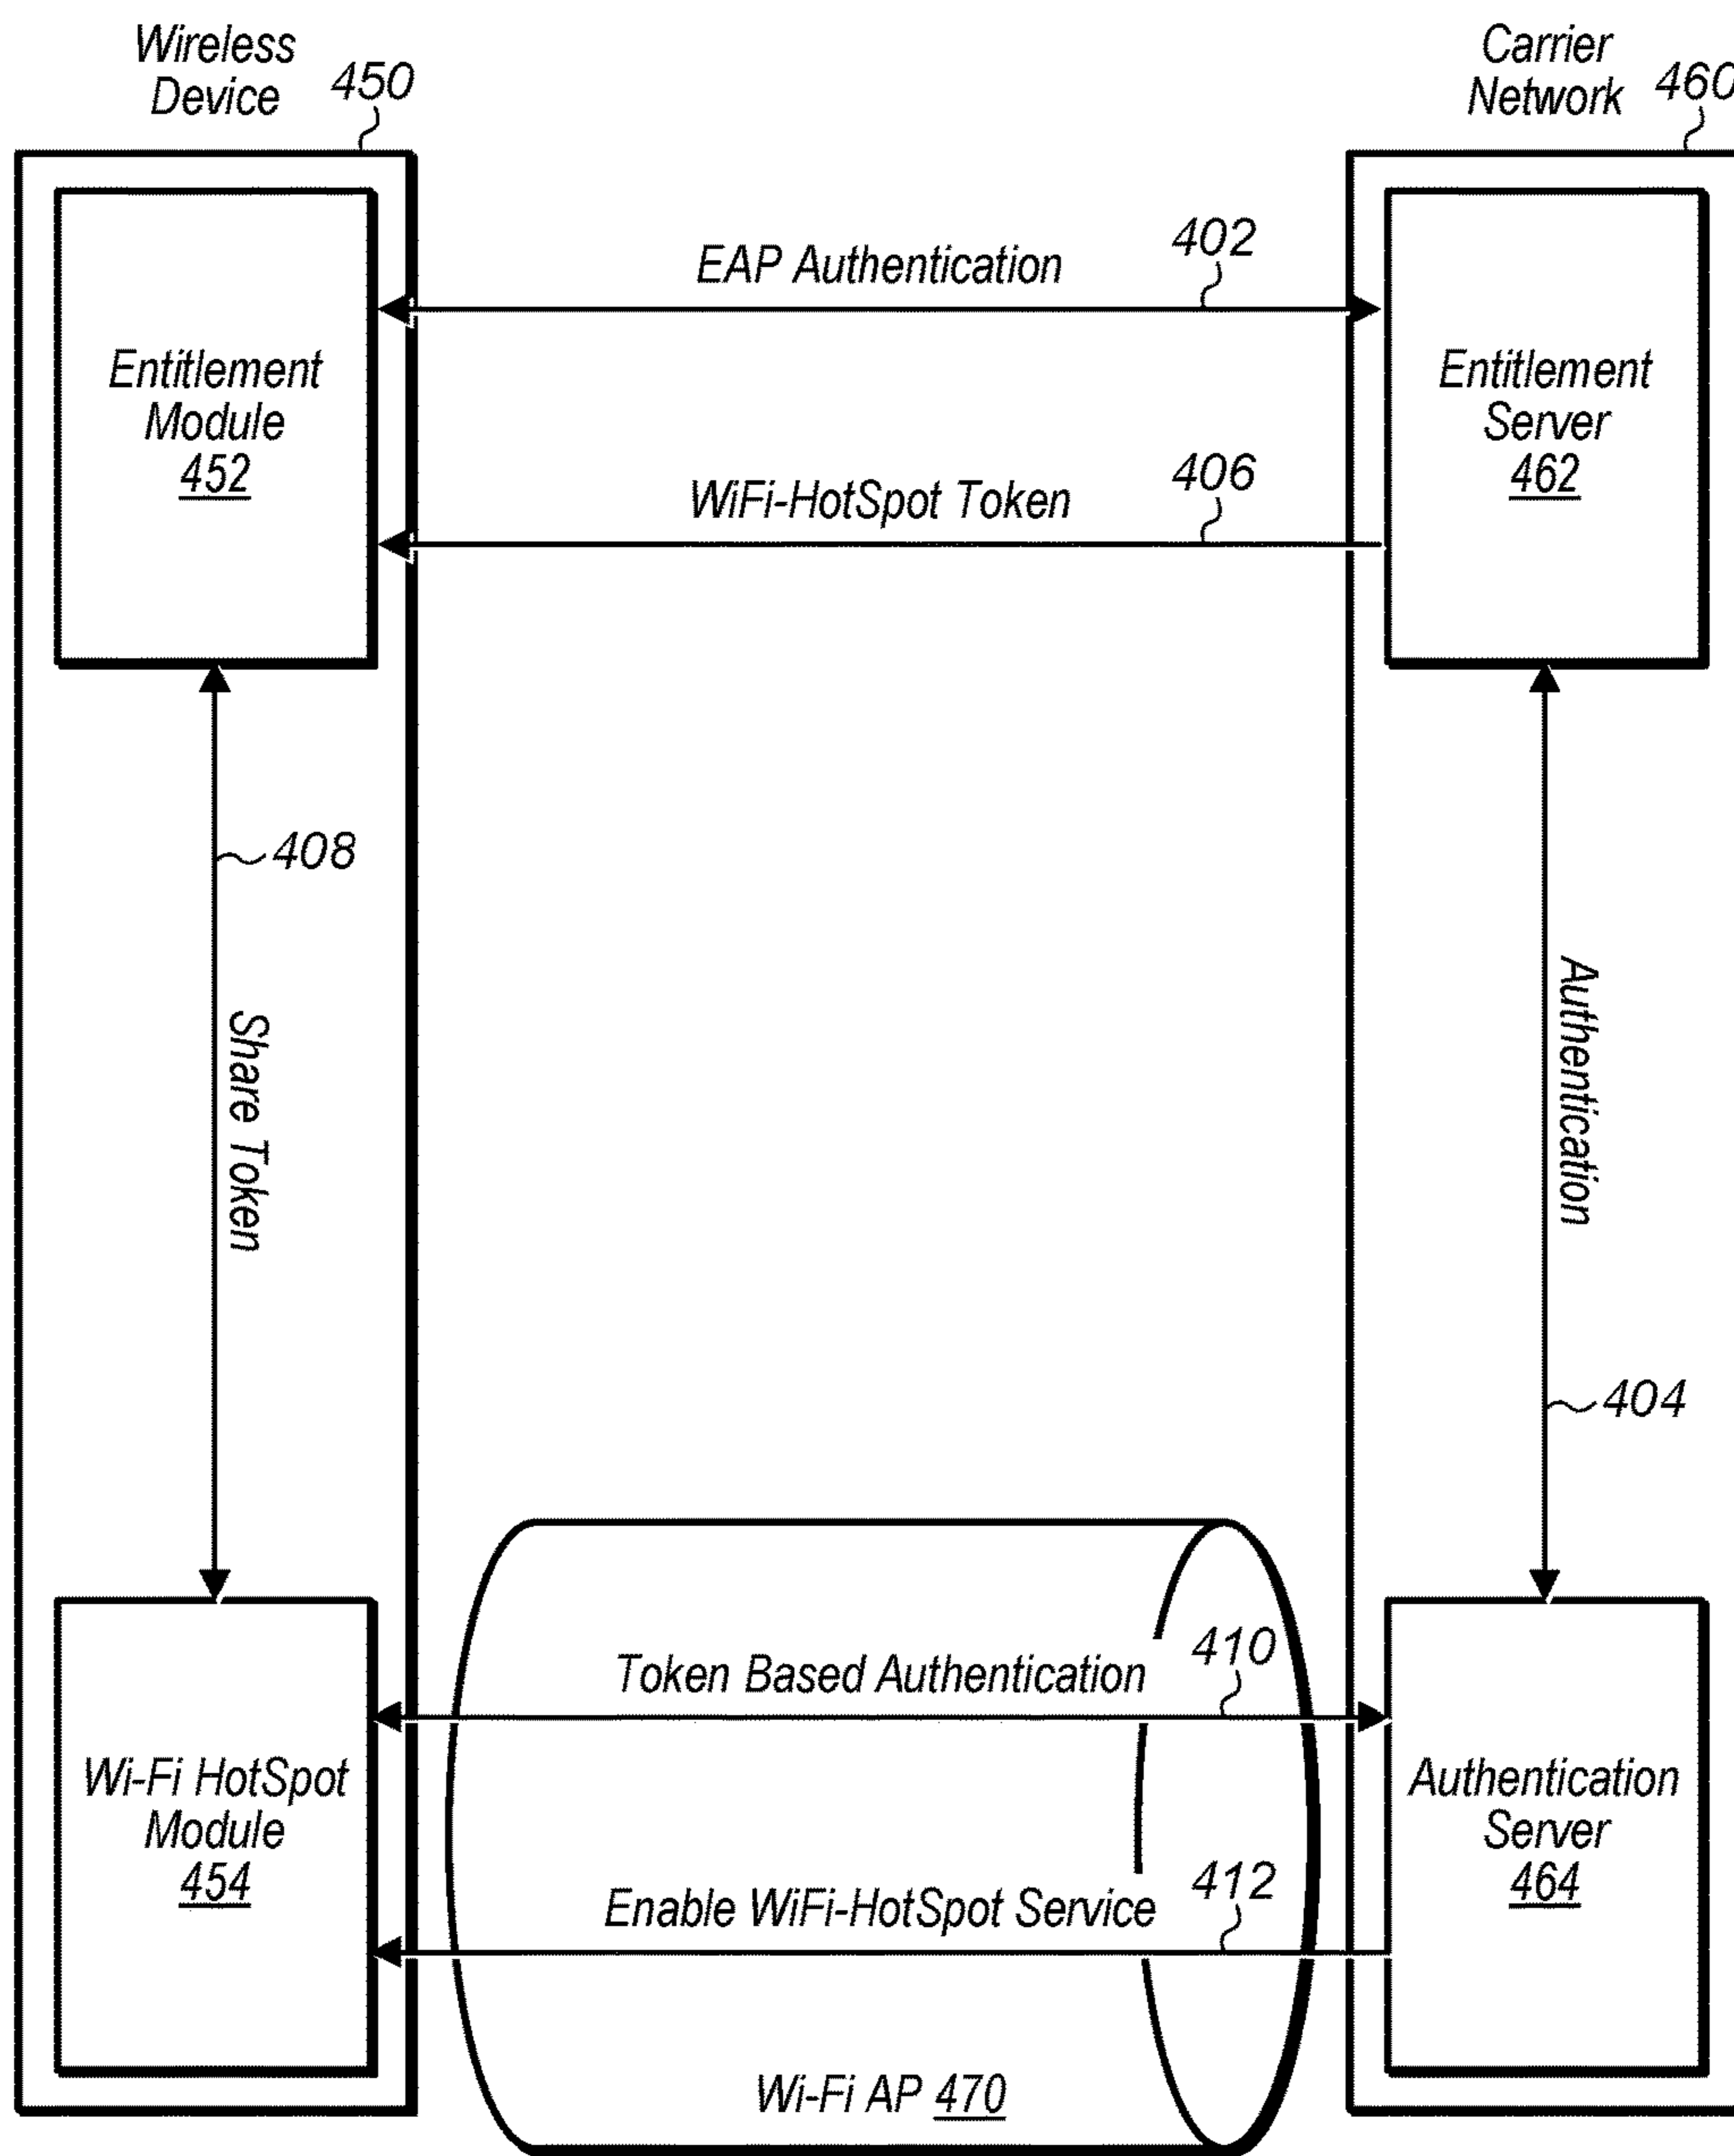 Wireless
Device
450
Carrier
Network
460
EAP Authentication
402
Entitlement
Module
452
Entitlement
Server
462
WiFi-HotSpot Token
406
408
Share Token
Authentication
404
Token Based Authentication
410
Wi-Fi HotSpot
Module
454
Authentication
Server
464
Enable WiFi-HotSpot Service
412
Wi-Fi AP 470